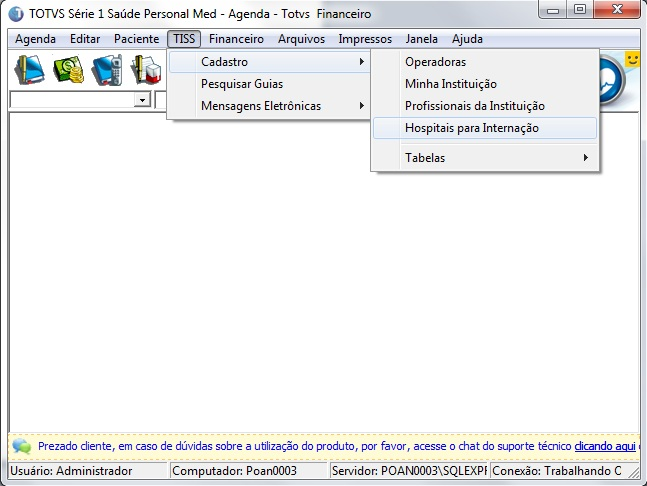 TOTVS Série 1 Saúde Personal Med - Agenda - Totvs  Financeiro
Agenda Editar Paciente TISS Financeiro Arquivos Impressos Janela Ajuda
Cadastro
Pesquisar Guias
Mensagens Eletrônicas
Operadoras
Minha Instituição
Profissionais da Instituição
Hospitais para Internação
Tabelas
Prezado cliente, em caso de dúvidas sobre a utilização do produto, por favor, acesse o chat do suporte técnico clicando aqui
Usuário: Administrador Computador: Poan0003 Servidor: POAN0003\SQLEXPR Conexão: Trabalhando O